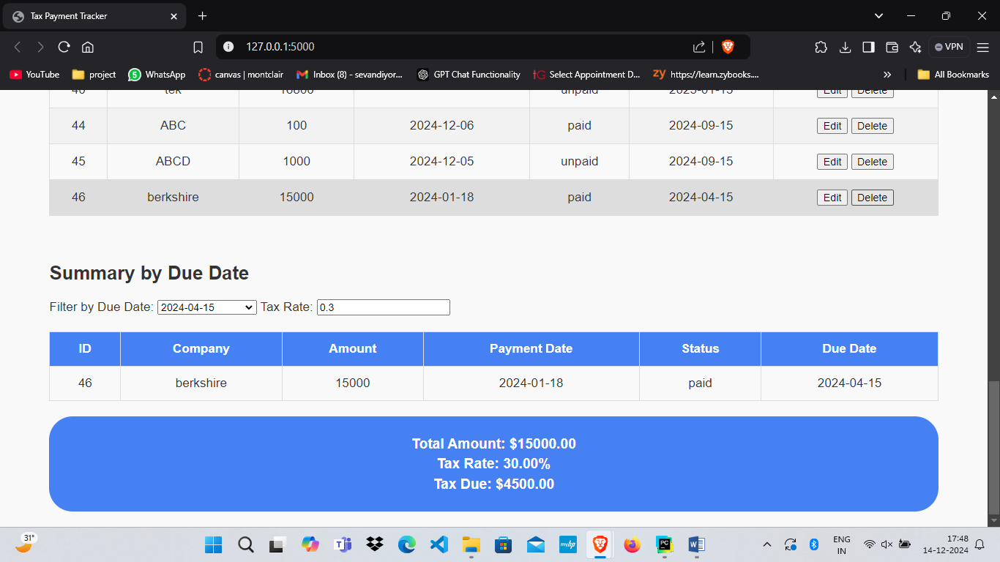 Tax Payment Tracker
127.0.0.1:5000
VPN
YouTube project WhatsApp canvas | montclair Inbox (8) - sevandiyor... GPT Chat Functionality Select Appointment D... https://learn.zybooks.... All Bookmarks
tek unpaid Edit Delete
44 ABC 100 2024-12-06 paid 2024-09-15 Edit Delete
45 ABCD 1000 2024-12-05 unpaid 2024-09-15 Edit Delete
46 berkshire 15000 2024-01-18 paid 2024-04-15 Edit Delete
Summary by Due Date
Filter by Due Date: 2024-04-15 Tax Rate: 0.3
ID Company Amount Payment Date Status Due Date
46 berkshire 15000 2024-01-18 paid 2024-04-15
Total Amount: $15000.00
Tax Rate: 30.00%
Tax Due: $4500.00
31°
ENG
IN
17:48
14-12-2024